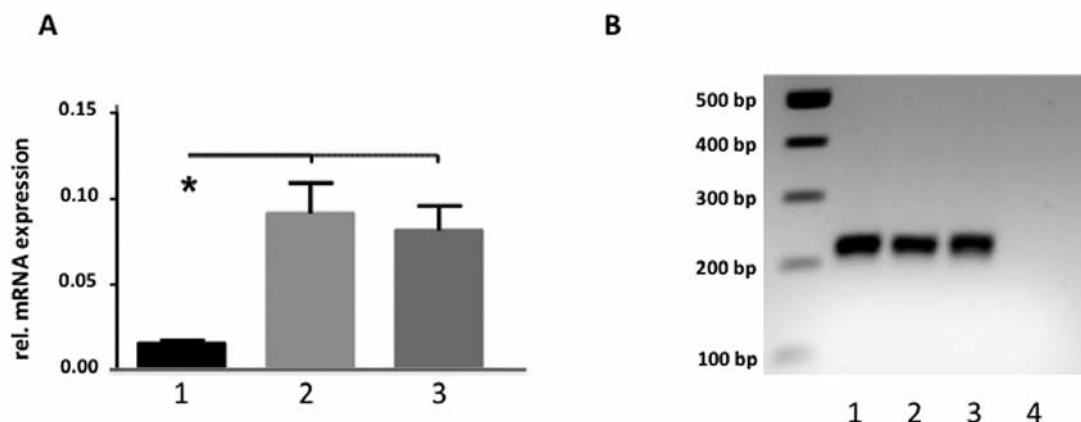 A
rel. mRNA expression
0.15
0.10
0.05
0.00
*
1 2 3
B
500 bp
400 bp
300 bp
200 bp
100 bp
1 2 3 4